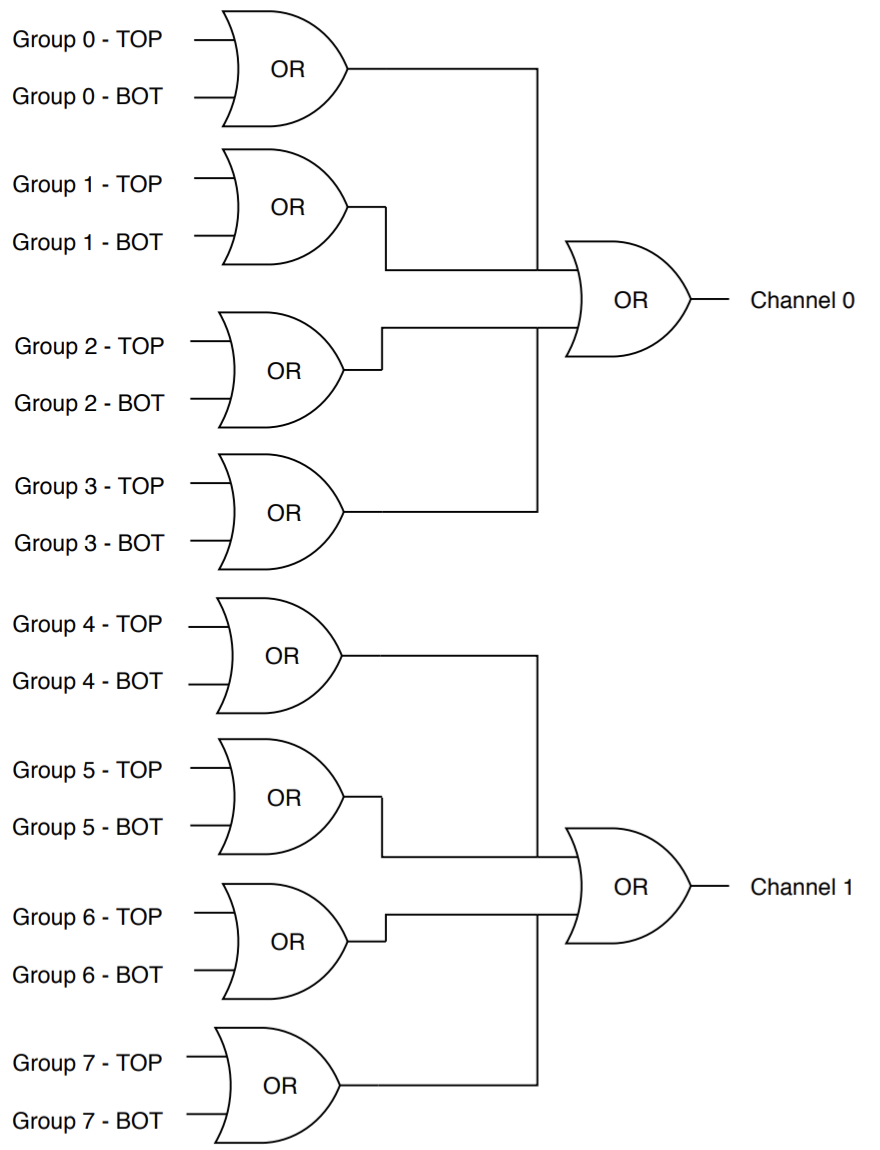 Group 0 - TOP
OR
Group 0 - BOT
Group 1 - TOP
OR
Group 1 - BOT
OR
Channel 0
Group 2 - TOP
OR
Group 2 - BOT
Group 3 - TOP
OR
Group 3 - BOT
Group 4 - TOP
OR
Group 4 - BOT
Group 5 - TOP
OR
Group 5 - BOT
OR
Channel 1
Group 6 - TOP
OR
Group 6 - BOT
Group 7 - TOP
OR
Group 7 - BOT